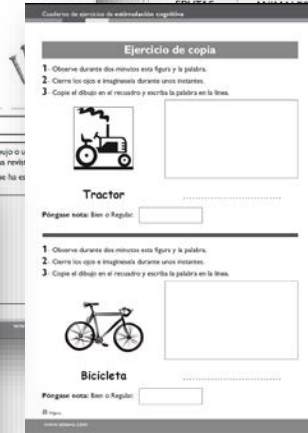 FRUTAS ANIMALES
Cuaderno de ejercicios de estimulación cognitiva
Ejercicio de copia
1- Observe durante dos minutos esta figura y la palabra.
2- Cierre los ojos e imagínesela durante unos instantes.
3- Copie el dibujo en el recuadro y escriba la palabra en la línea.
Tractor
Póngase nota: Bien o Regular.
1- Observe durante dos minutos esta figura y la palabra.
2- Cierre los ojos e imagínesela durante unos instantes.
3- Copie el dibujo en el recuadro y escriba la palabra en la línea.
Bicicleta
Póngase nota: Bien o Regular.